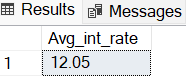 Results Messages
Avg_int_rate
1 12.05